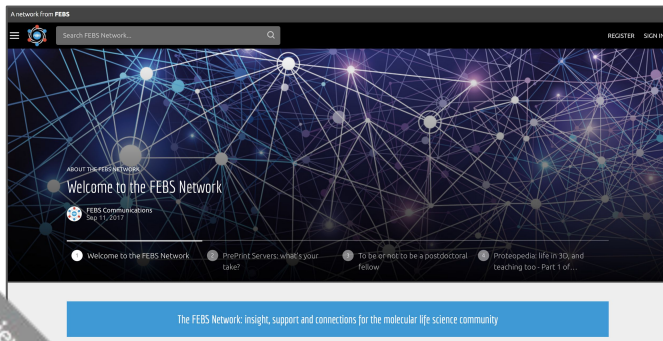 A network from FEBS
Search FEBS Network...
REGISTER SIGN IN
ABOUT THE FEBS NETWORK
Welcome to the FEBS Network
FEBS Communications
Sep 11, 2017
1 Welcome to the FEBS Network
2 PrePrint Servers: what's your
take?
3 To be or not to be a postdoctoral
fellow
4 Proteopedia: life in 3D, and
teaching too - Part 1 of...
The FEBS Network: insight, support and connections for the molecular life science community